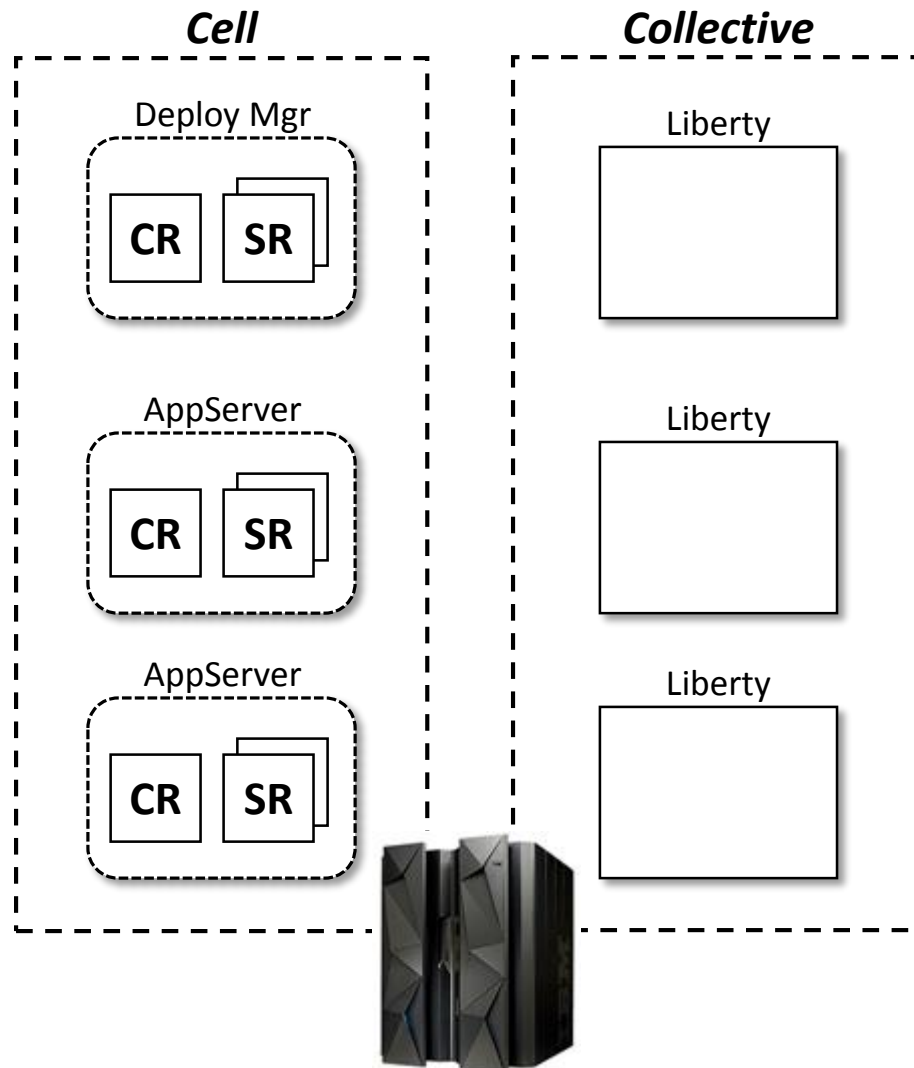 Cell
Collective
Deploy Mgr
CR
SR
Liberty
AppServer
CR
SR
Liberty
AppServer
CR
SR
Liberty